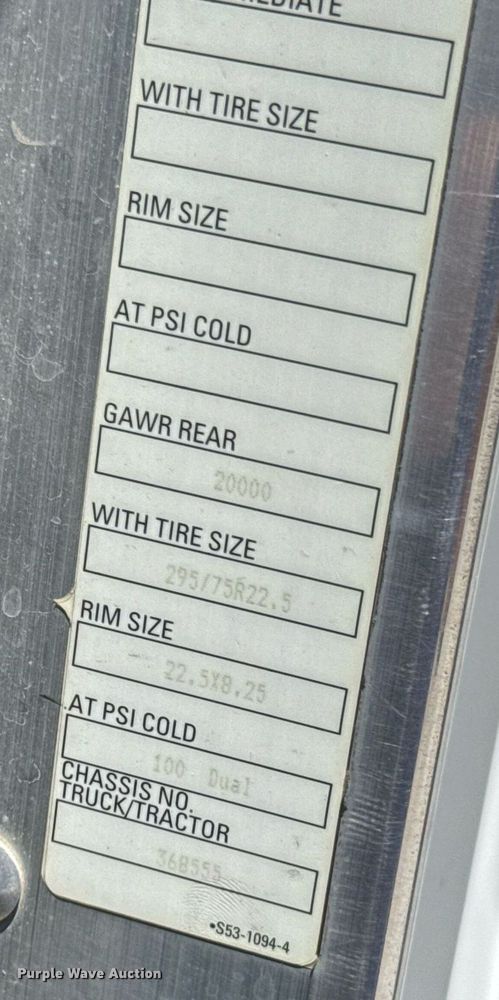 WITH TIRE SIZE
RIM SIZE
AT PSI COLD
GAWR REAR
20000
WITH TIRE SIZE
295/75R22.5
RIM SIZE
22.5X8.25
AT PSI COLD
100 Dual
CHASSIS NO.
TRUCK/TRACTOR
368555
•S53-1094-4
Purple Wave Auction